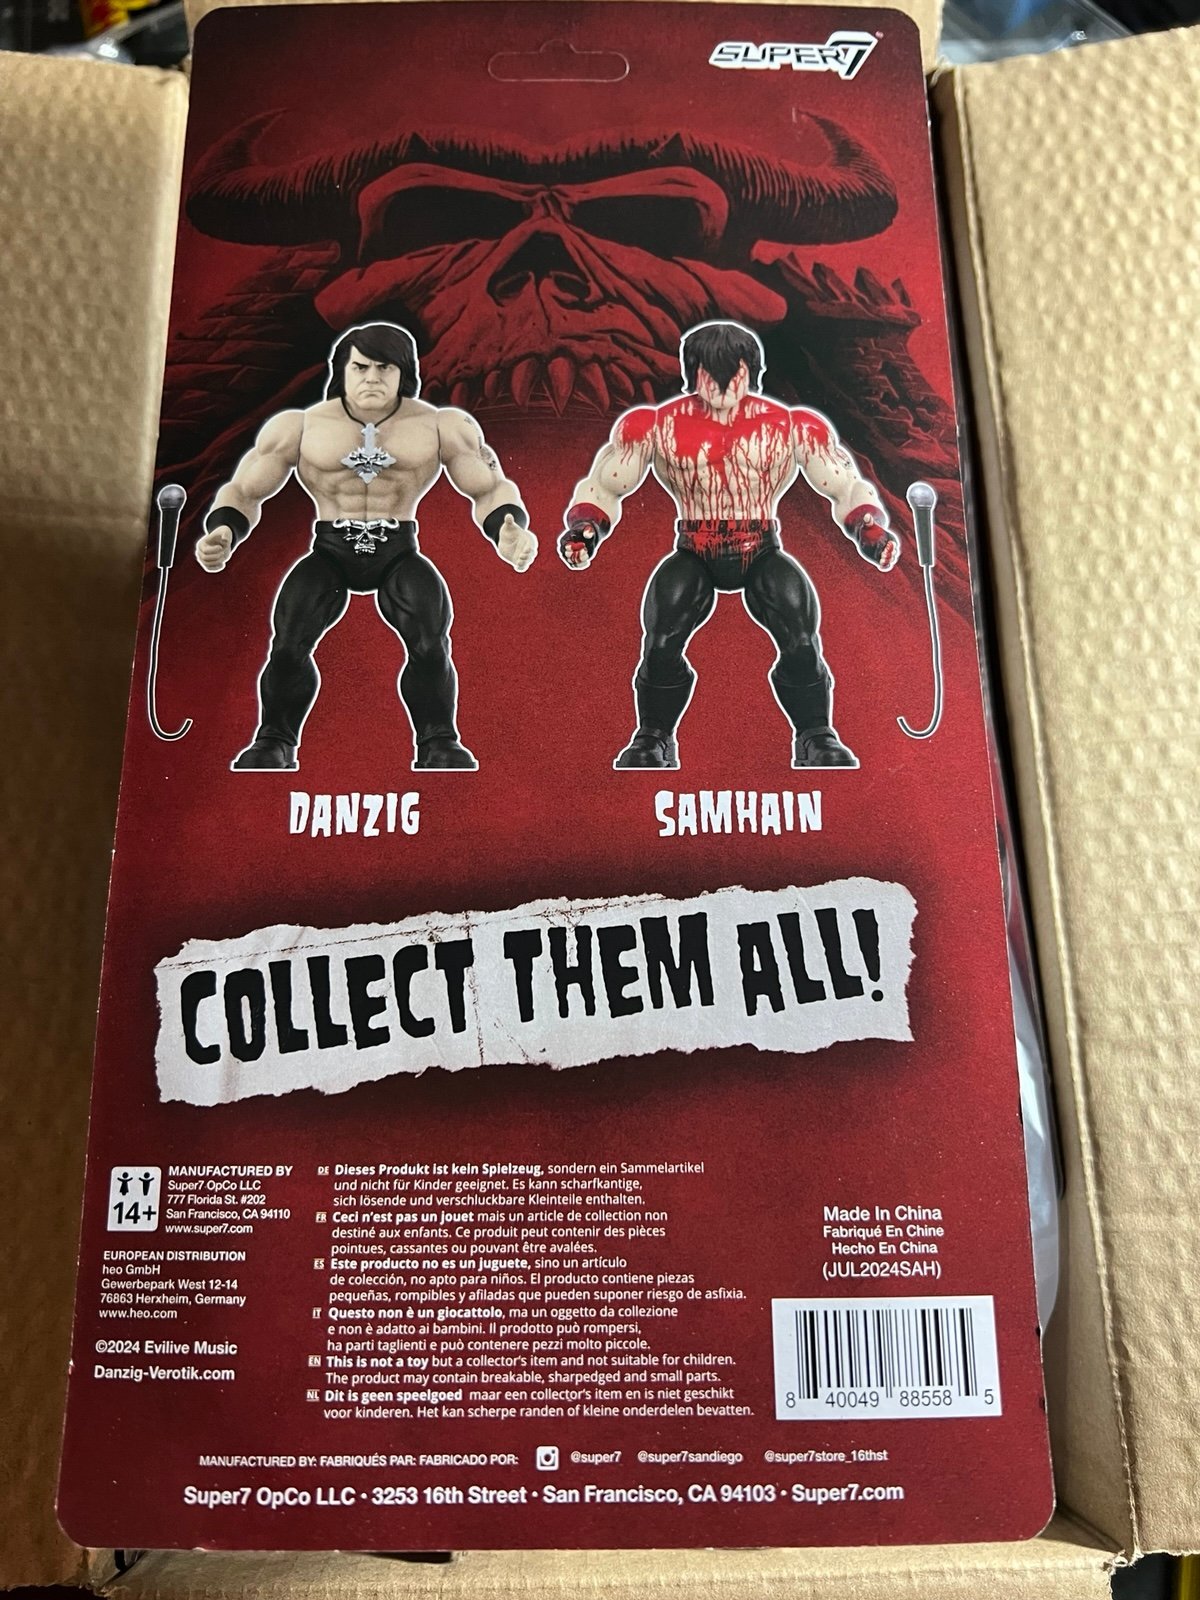 SUPER7
DANZIG
SAMHAIN
COLLECT THEM ALL!
14+
MANUFACTURED BY
Super7 OpCo LLC
777 Florida St. #202
San Francisco, CA 94110
www.super7.com
EUROPEAN DISTRIBUTION
heo GmbH
Gewerbepark West 12-14
76863 Herxheim, Germany
www.heo.com
©2024 Evilive Music
Danzig-Verotik.com
DE Dieses Produkt ist kein Spielzeug, sondern ein Sammelartikel
und nicht für Kinder geeignet. Es kann scharfkantige,
sich lösende und verschluckbare Kleinteile enthalten.
FR Ceci n'est pas un jouet mais un article de collection non
destiné aux enfants. Ce produit peut contenir des pièces
pointues, cassantes ou pouvant être avalées.
ES Este producto no es un juguete, sino un artículo
de colección, no apto para niños. El producto contiene piezas
pequeñas, rompibles y afiladas que pueden suponer riesgo de asfixia.
IT Questo non è un giocattolo, ma un oggetto da collezione
e non è adatto ai bambini. Il prodotto può rompersi,
ha parti taglienti e può contenere pezzi molto piccole.
EN This is not a toy but a collector's item and not suitable for children.
The product may contain breakable, sharpedged and small parts.
NL Dit is geen speelgoed maar een collector's item en is niet geschikt
voor kinderen. Het kan scherpe randen of kleine onderdelen bevatten.
Made In China
Fabriqué En Chine
Hecho En China
(JUL2024SAH)
8 40049 88558 5
MANUFACTURED BY: FABRIQUÉS PAR: FABRICADO POR: @super7 @super7sandiego @super7store_16thst
Super7 OpCo LLC • 3253 16th Street • San Francisco, CA 94103 • Super7.com